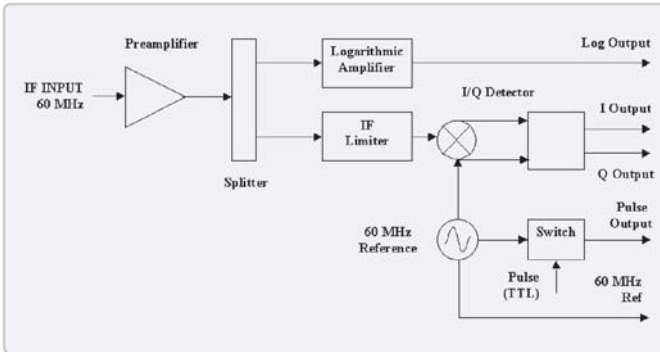 Preamplifier
Logarithmic
Amplifier
Log Output
IF INPUT
60 MHz
I/Q Detector
I Output
IF
Limiter
Q Output
Splitter
Pulse
Output
60 MHz
Reference
Switch
Pulse
(TTL)
60 MHz
Ref